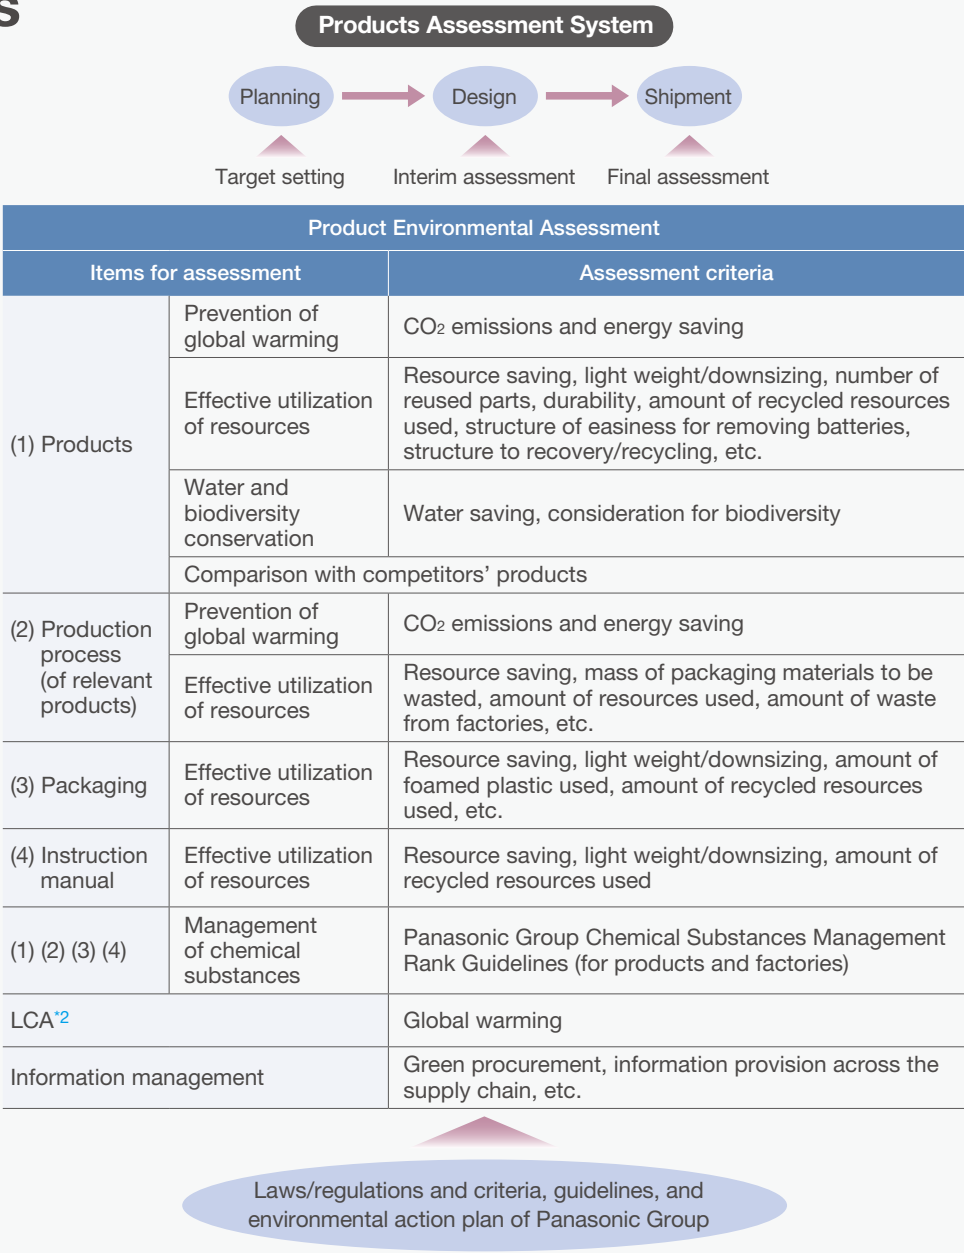 s
Products Assessment System
Planning
Design
Shipment
Target setting
Interim assessment
Final assessment
Product Environmental Assessment
Items for assessment
Assessment criteria
(1) Products
Prevention of
global warming
CO2 emissions and energy saving
Effective utilization
of resources
Resource saving, light weight/downsizing, number of
reused parts, durability, amount of recycled resources
used, structure of easiness for removing batteries,
structure to recovery/recycling, etc.
Water and
biodiversity
conservation
Water saving, consideration for biodiversity
Comparison with competitors’ products
(2) Production
process
(of relevant
products)
Prevention of
global warming
CO2 emissions and energy saving
Effective utilization
of resources
Resource saving, mass of packaging materials to be
wasted, amount of resources used, amount of waste
from factories, etc.
(3) Packaging
Effective utilization
of resources
Resource saving, light weight/downsizing, amount of
foamed plastic used, amount of recycled resources
used, etc.
(4) Instruction
manual
Effective utilization
of resources
Resource saving, light weight/downsizing, amount of
recycled resources used
(1) (2) (3) (4)
Management
of chemical
substances
Panasonic Group Chemical Substances Management
Rank Guidelines (for products and factories)
LCA*2
Global warming
Information management
Green procurement, information provision across the
supply chain, etc.
Laws/regulations and criteria, guidelines, and
environmental action plan of Panasonic Group